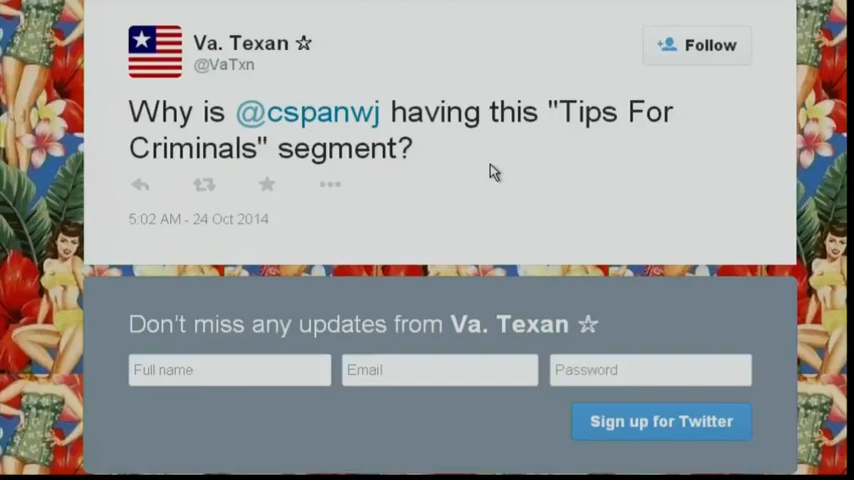 Va. Texan ☆
@VaTxn
Follow
Why is @cspanwj having this "Tips For
Criminals" segment?
5:02 AM - 24 Oct 2014
Don't miss any updates from Va. Texan ☆
Full name
Email
Password
Sign up for Twitter